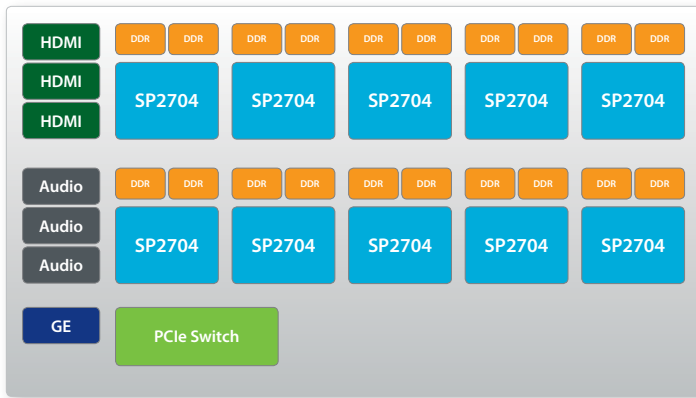 HDMI DDR DDR DDR DDR DDR DDR DDR DDR DDR DDR
HDMI
SP2704 SP2704 SP2704 SP2704 SP2704
HDMI
Audio DDR DDR DDR DDR DDR DDR DDR DDR DDR DDR
Audio
SP2704 SP2704 SP2704 SP2704 SP2704
Audio
GE
PCIe Switch